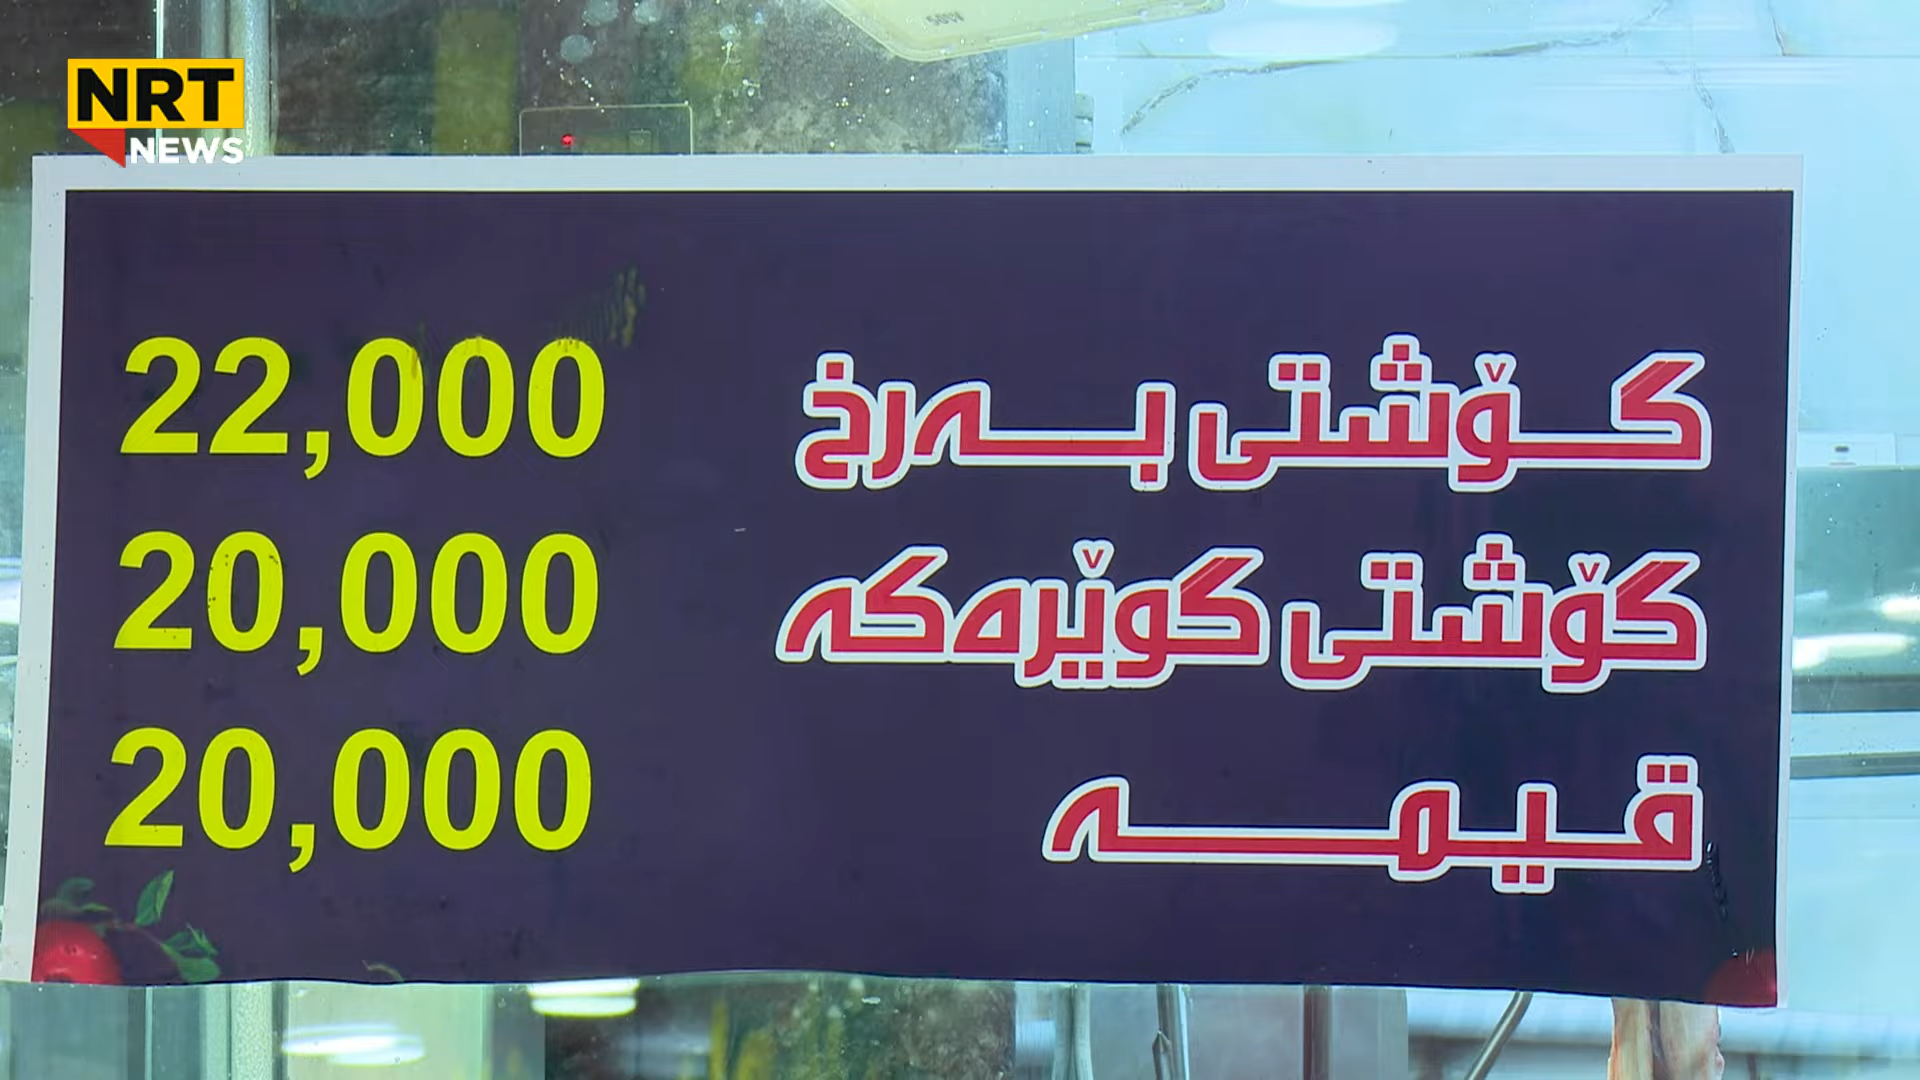 NRT
NEWS
گۆشتی بەرخ 22,000
گۆشتی گوێرەکە 20,000
قیمە 20,000